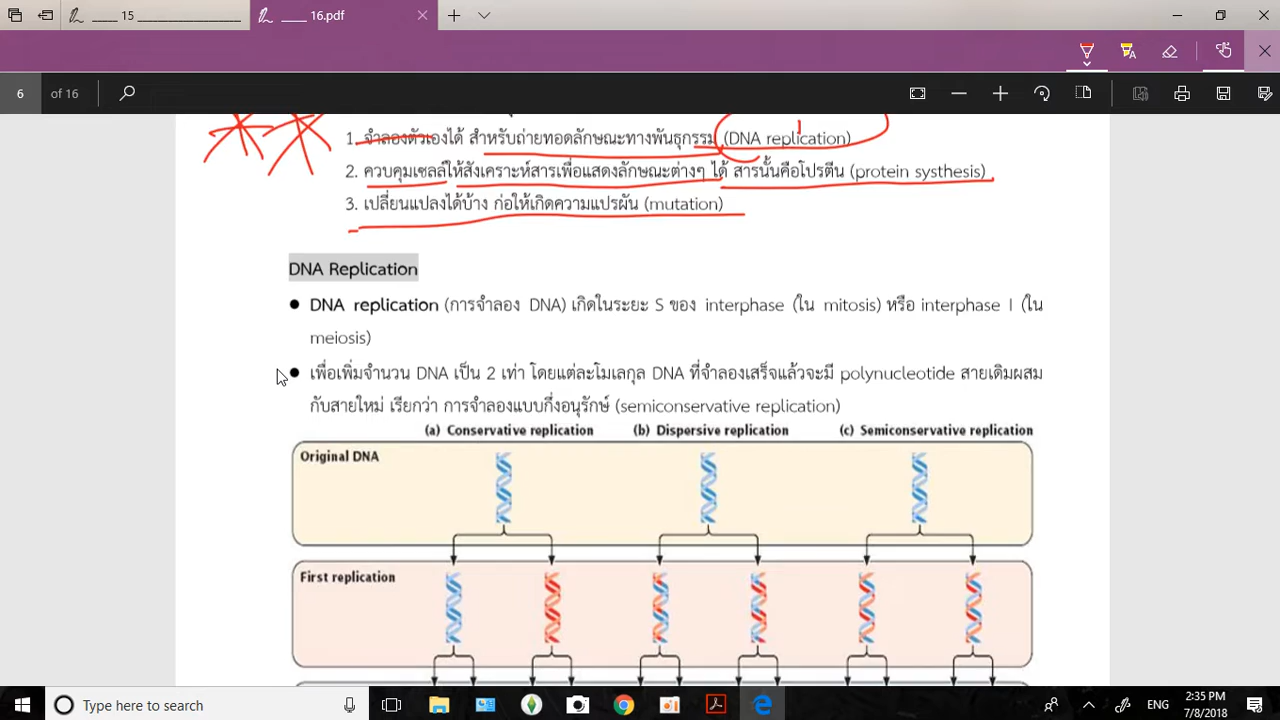 15
16.pdf
6 of 16
1. จำลองตัวเองได้ สำหรับถ่ายทอดลักษณะทางพันธุกรรม (DNA replication)
2. ควบคุมเซลล์ให้สังเคราะห์สารเพื่อแสดงลักษณะต่างๆ ได้ สารนั้นคือโปรตีน (protein systhesis)
3. เปลี่ยนแปลงได้บ้าง ก่อให้เกิดความแปรผัน (mutation)
DNA Replication
● DNA replication (การจำลอง DNA) เกิดในระยะ S ของ interphase (ใน mitosis) หรือ interphase I (ใน
meiosis)
● เพื่อเพิ่มจำนวน DNA เป็น 2 เท่า โดยแต่ละโมเลกุล DNA ที่จำลองเสร็จแล้วจะมี polynucleotide สายเดิมผสม
กับสายใหม่ เรียกว่า การจำลองแบบกึ่งอนุรักษ์ (semiconservative replication)
(a) Conservative replication (b) Dispersive replication (c) Semiconservative replication
Original DNA
First replication
Type here to search
ENG
2:35 PM
7/8/2018